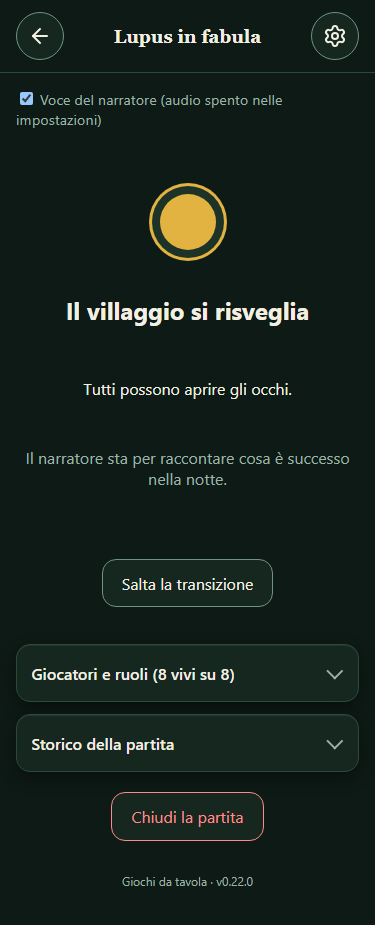 Lupus in fabula
Voce del narratore (audio spento nelle
impostazioni)
Il villaggio si risveglia
Tutti possono aprire gli occhi.
Il narratore sta per raccontare cosa è successo
nella notte.
Salta la transizione
Giocatori e ruoli (8 vivi su 8)
Storico della partita
Chiudi la partita
Giochi da tavola · v0.22.0